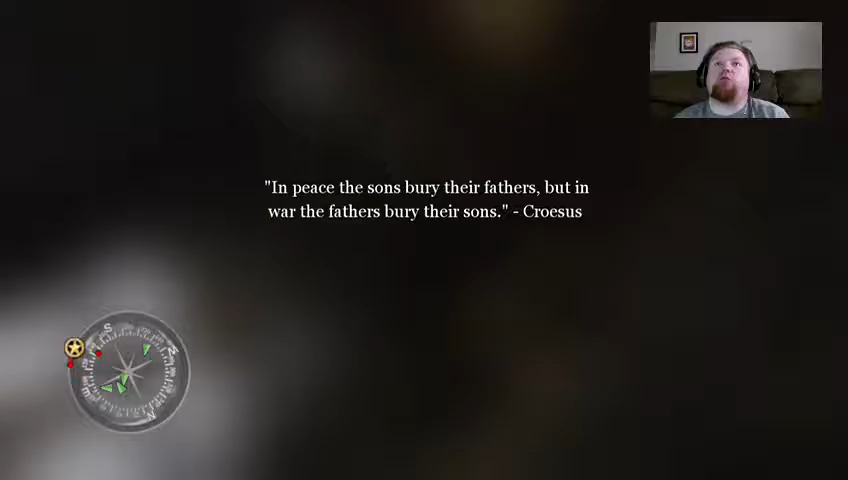 "In peace the sons bury their fathers, but in
war the fathers bury their sons." - Croesus
S
N
W